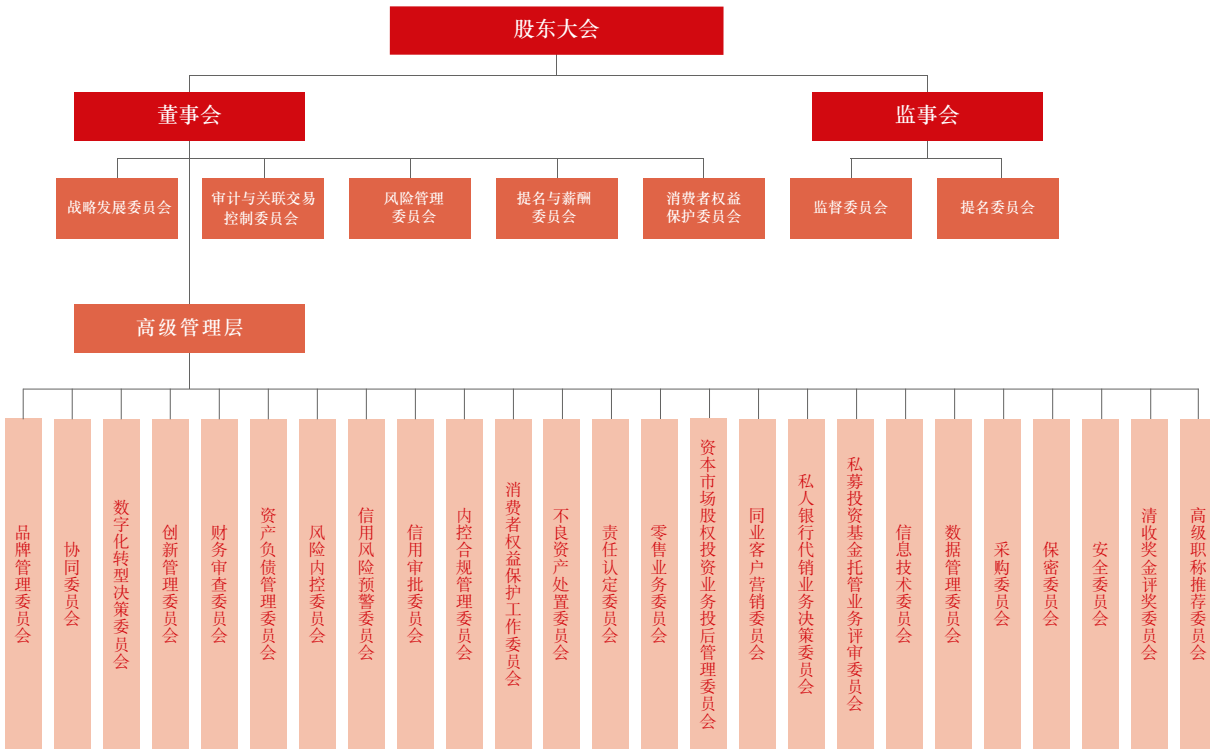 股东大会
董事会
监事会
战略发展委员会
审计与关联交易
控制委员会
风险管理
委员会
提名与薪酬
委员会
消费者权益
保护委员会
监督委员会
提名委员会
高级管理层
品牌管理委员会
协同委员会
数字化转型决策委员会
创新管理委员会
财务审查委员会
资产负债管理委员会
风险内控委员会
信用风险预警委员会
信用审批委员会
内控合规管理委员会
消费者权益保护工作委员会
不良资产处置委员会
责任认定委员会
零售业务委员会
资本市场股权投资业务投后管理委员会
同业客户营销委员会
私人银行代销业务决策委员会
私募投资基金托管业务评审委员会
信息技术委员会
数据管理委员会
采购委员会
保密委员会
安全委员会
清收奖金评奖委员会
高级职称推荐委员会